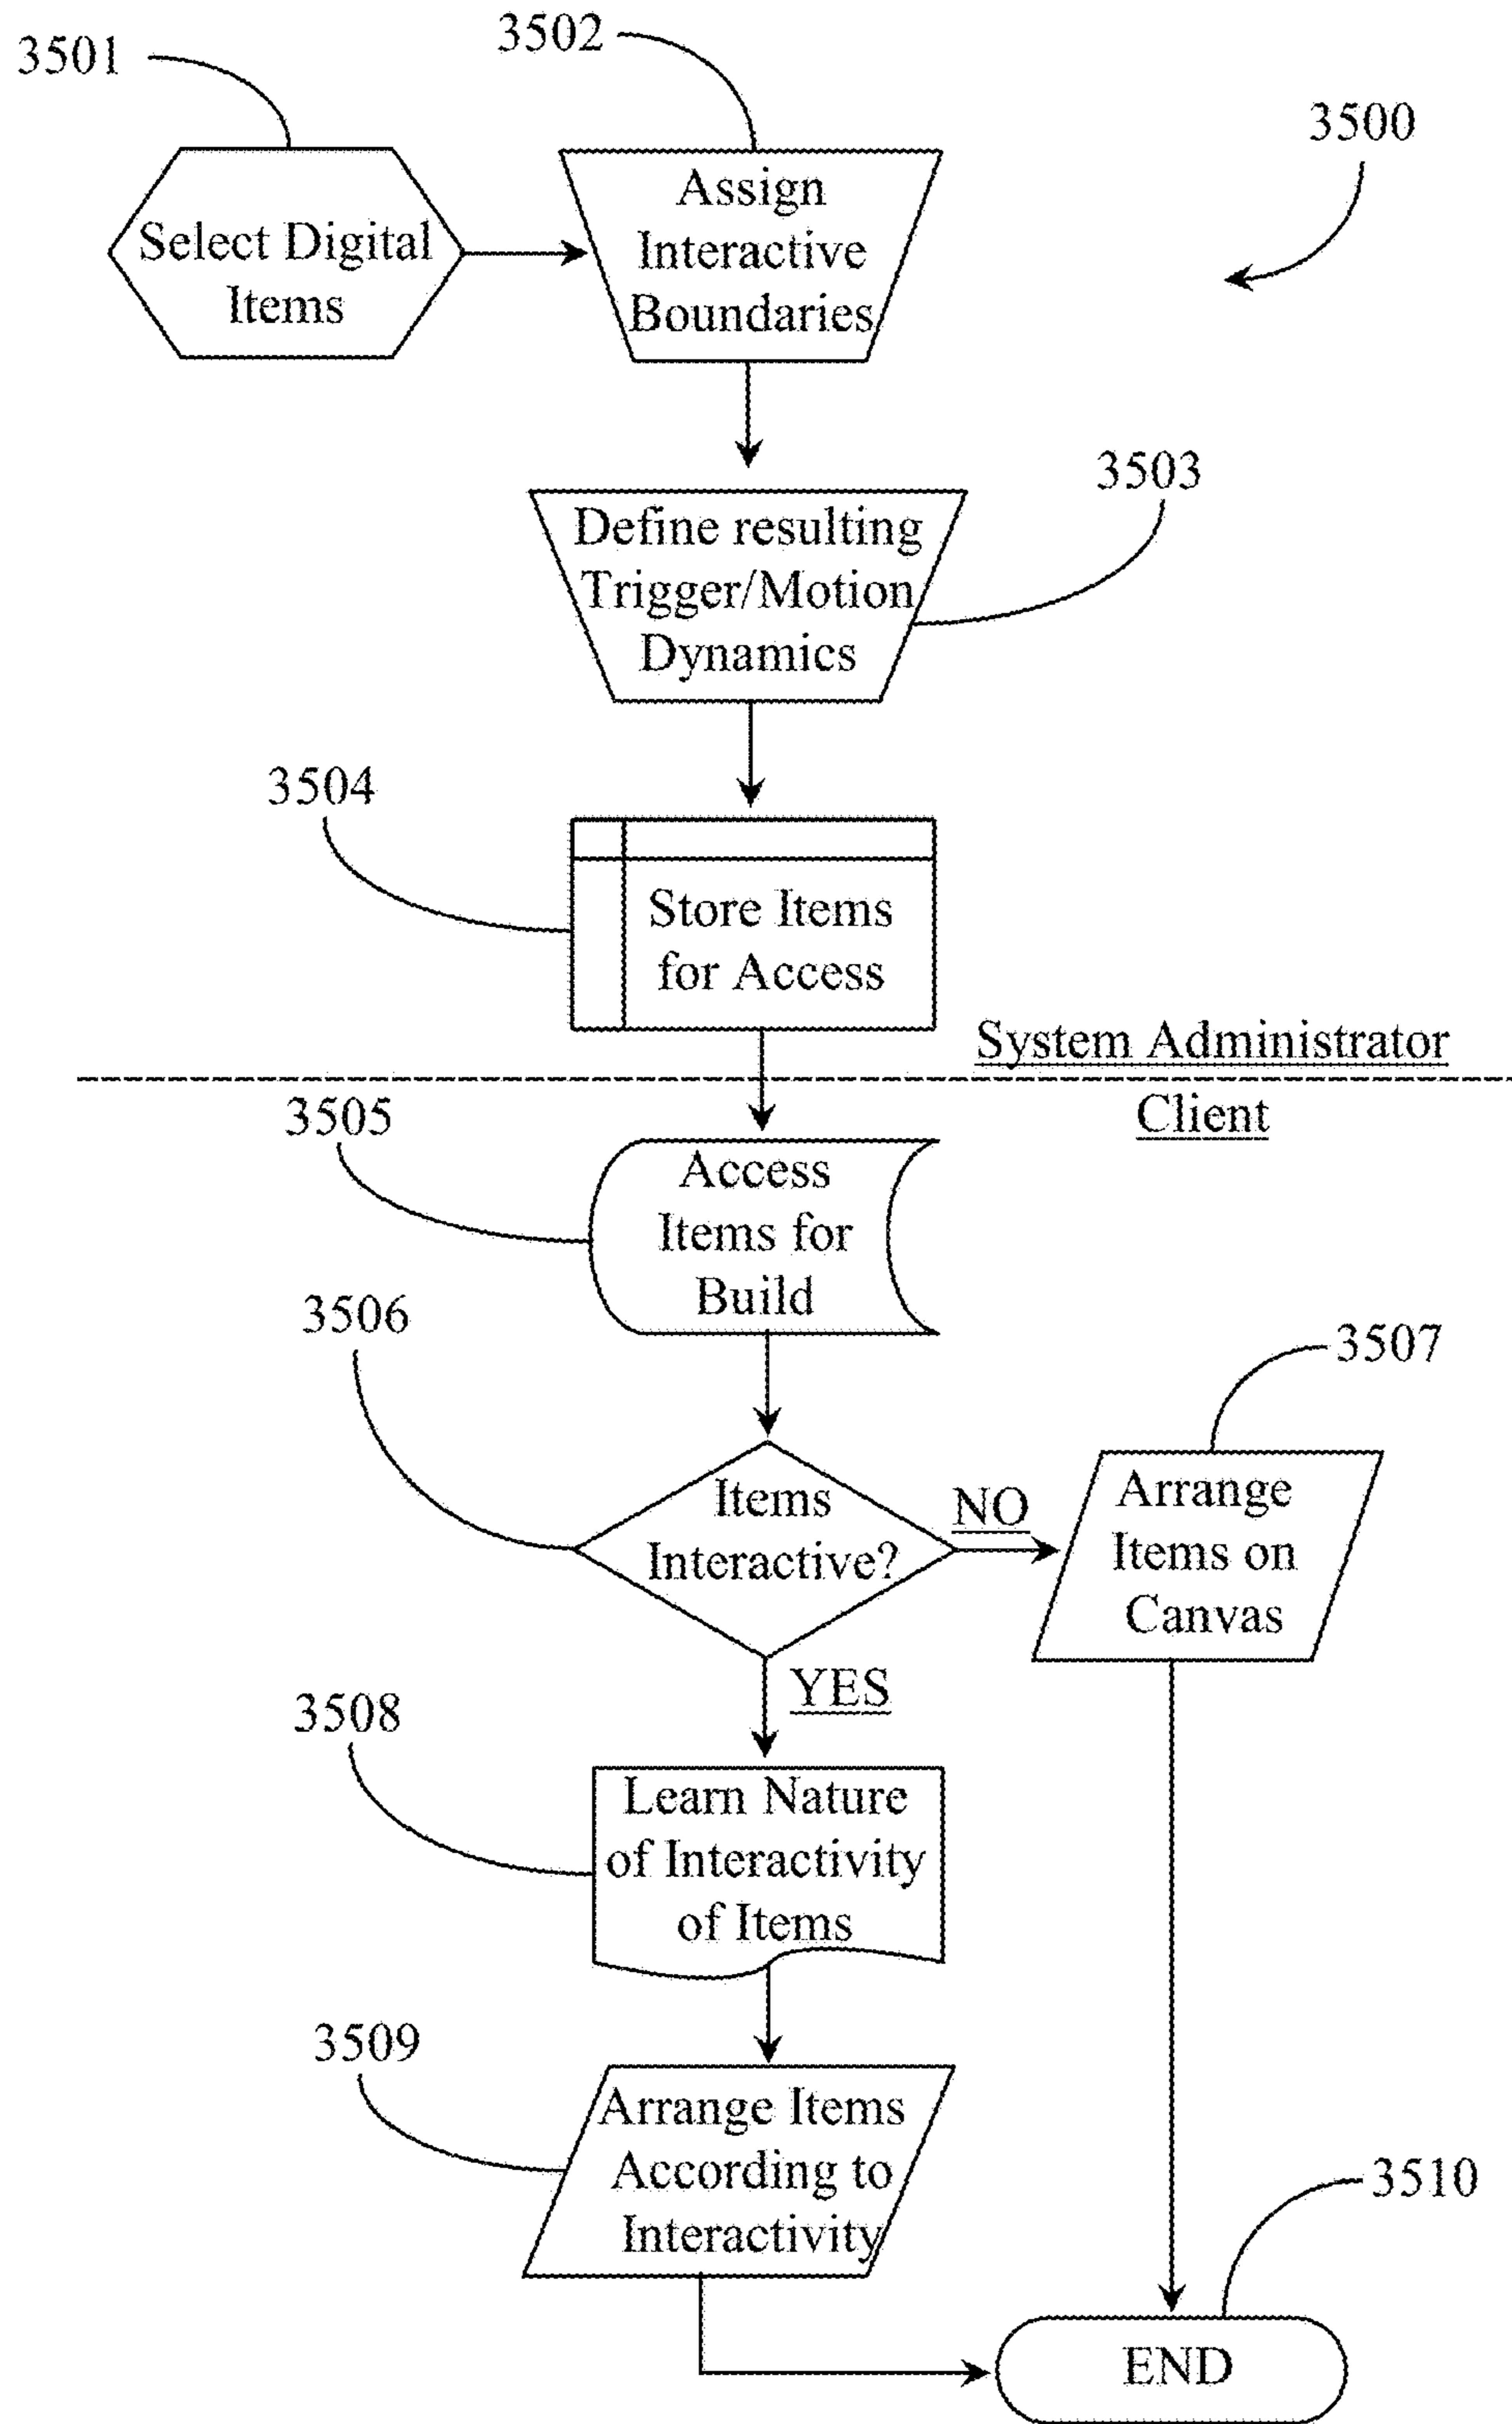 3501
3502
3500
Select Digital
Items
Assign
Interactive
Boundaries
3503
Define resulting
Trigger/Motion
Dynamics
3504
Store Items
for Access
System Administrator
Client
3505
Access
Items for
Build
3506
Items
Interactive?
NO
3507
Arrange
Items on
Canvas
YES
3508
Learn Nature
of Interactivity
of Items
3509
Arrange Items
According to
Interactivity
3510
END